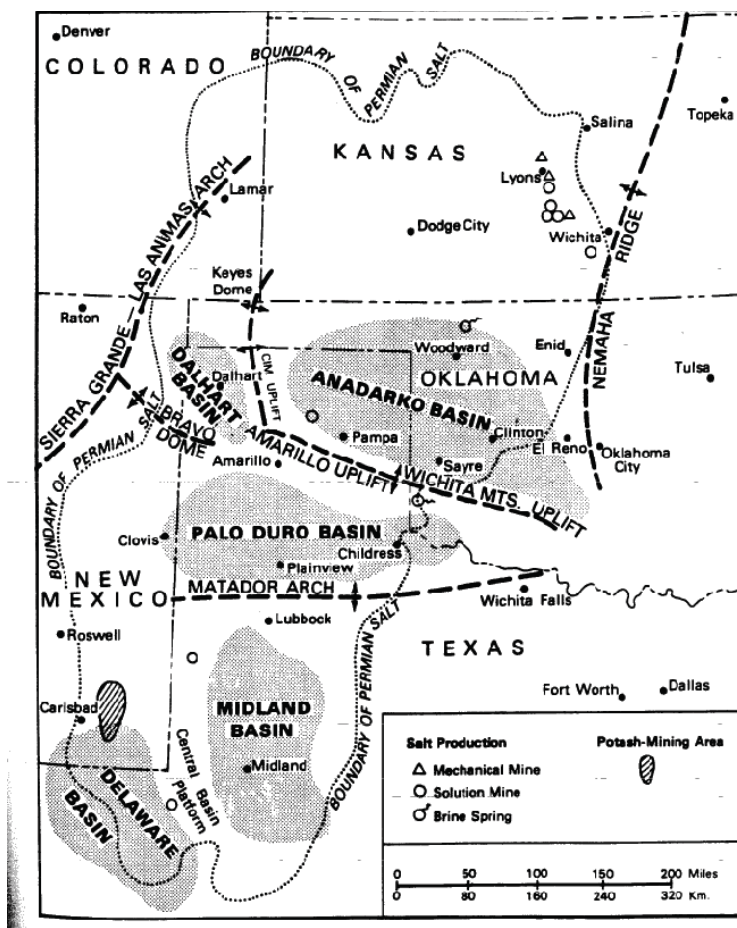 Denver
COLORADO
BOUNDARY OF PERMIAN SALT
Topeka
Salina
KANSAS
Lyons
SIERRA GRANDE – LAS ANIMAS ARCH
Lamar
Dodge City
Wichita
NEMAHA RIDGE
Keyes
Dome
Raton
Woodward
Enid
DALHART
BASIN
Dalhart
CIM UPLIFT
OKLAHOMA
Tulsa
ANADARKO BASIN
BRAVO
DOME
Pampa
Clinton
El Reno
Oklahoma
City
Amarillo
AMARILLO UPLIFT
Sayre
WICHITA MTS. UPLIFT
BOUNDARY OF PERMIAN SALT
PALO DURO BASIN
Clovis
Childress
Plainview
NEW
MEXICO
MATADOR ARCH
Wichita Falls
Lubbock
Roswell
TEXAS
BOUNDARY OF PERMIAN SALT
Carlsbad
MIDLAND
BASIN
Fort Worth
Dallas
Midland
Central Basin
Platform
DELAWARE
BASIN
Salt Production
Potash-Mining Area
Mechanical Mine
Solution Mine
Brine Spring
0 50 100 150 200 Miles
0 80 160 240 320 Km.